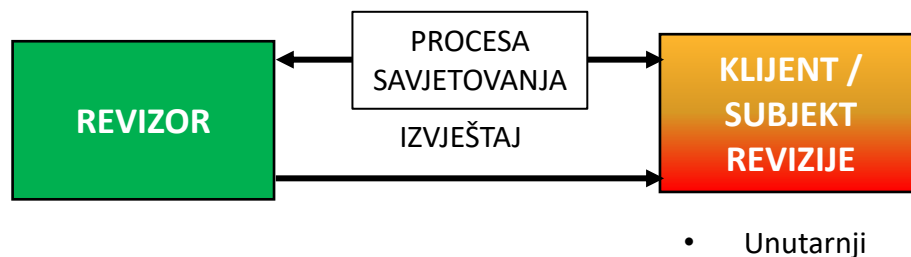 PROCESA
SAVJETOVANJA
REVIZOR
KLIJENT /
SUBJEKT
REVIZIJE
IZVJEŠTAJ
• Unutarnji